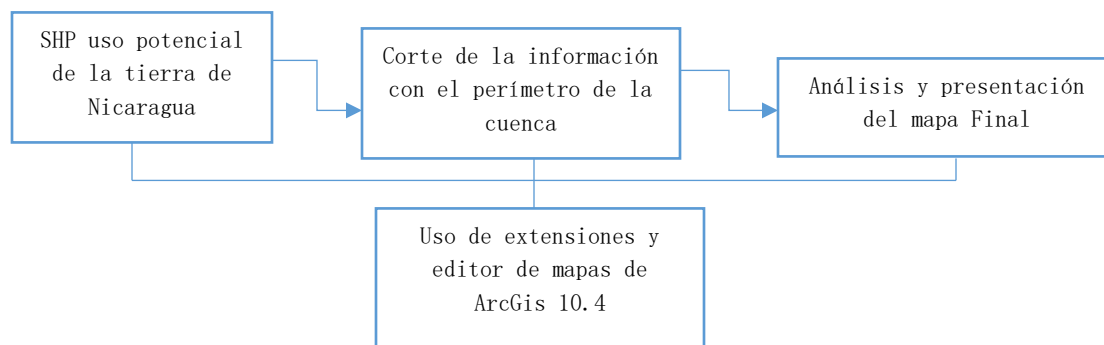 SHP uso potencial
de la tierra de
Nicaragua
Corte de la información
con el perímetro de la
cuenca
Análisis y presentación
del mapa Final
Uso de extensiones y
editor de mapas de
ArcGis 10.4